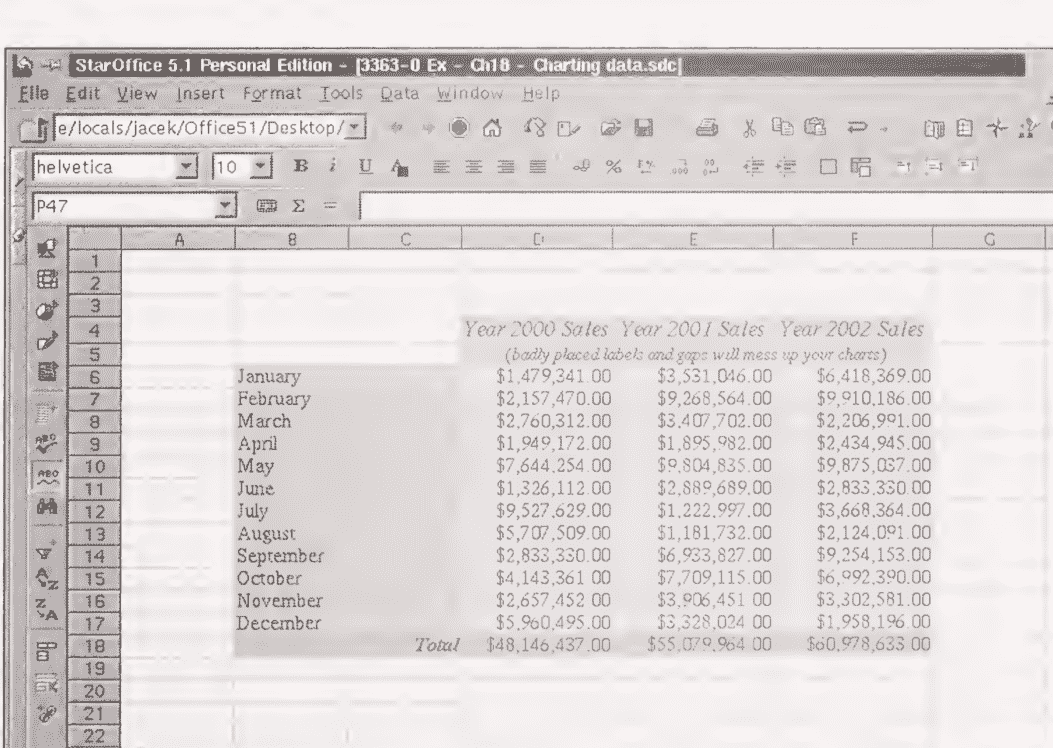 StarOffice 5.1 Personal Edition - [3363-0 Ex - Ch18 - Charting data.sdc]
File Edit View Insert Format Tools Data Window Help
e/locals/jacek/Office51/Desktop/
helvetica 10 B i U A %
P47 Σ =
A B C D E F G
1
2
3
4 Year 2000 Sales Year 2001 Sales Year 2002 Sales
5 (badly placed labels and gaps will mess up your charts)
6 January $1,479,341.00 $3,531,046.00 $6,418,369.00
7 February $2,157,470.00 $9,268,564.00 $9,910,186.00
8 March $2,760,312.00 $3,407,702.00 $2,206,991.00
9 April $1,949,172.00 $1,895,982.00 $2,434,945.00
10 May $7,644,254.00 $9,804,835.00 $9,875,037.00
11 June $1,326,112.00 $2,889,689.00 $2,833,330.00
12 July $9,527,629.00 $1,222,997.00 $3,668,364.00
13 August $5,707,509.00 $1,181,732.00 $2,124,091.00
14 September $2,833,330.00 $6,933,827.00 $9,254,153.00
15 October $4,143,361 00 $7,709,115.00 $6,992,390.00
16 November $2,657,452 00 $3,906,451 00 $3,302,581.00
17 December $5,960,495.00 $3,328,024 00 $1,958,196.00
18 Total $48,146,437.00 $55,079,964 00 $60,978,633 00
19
20
21
22